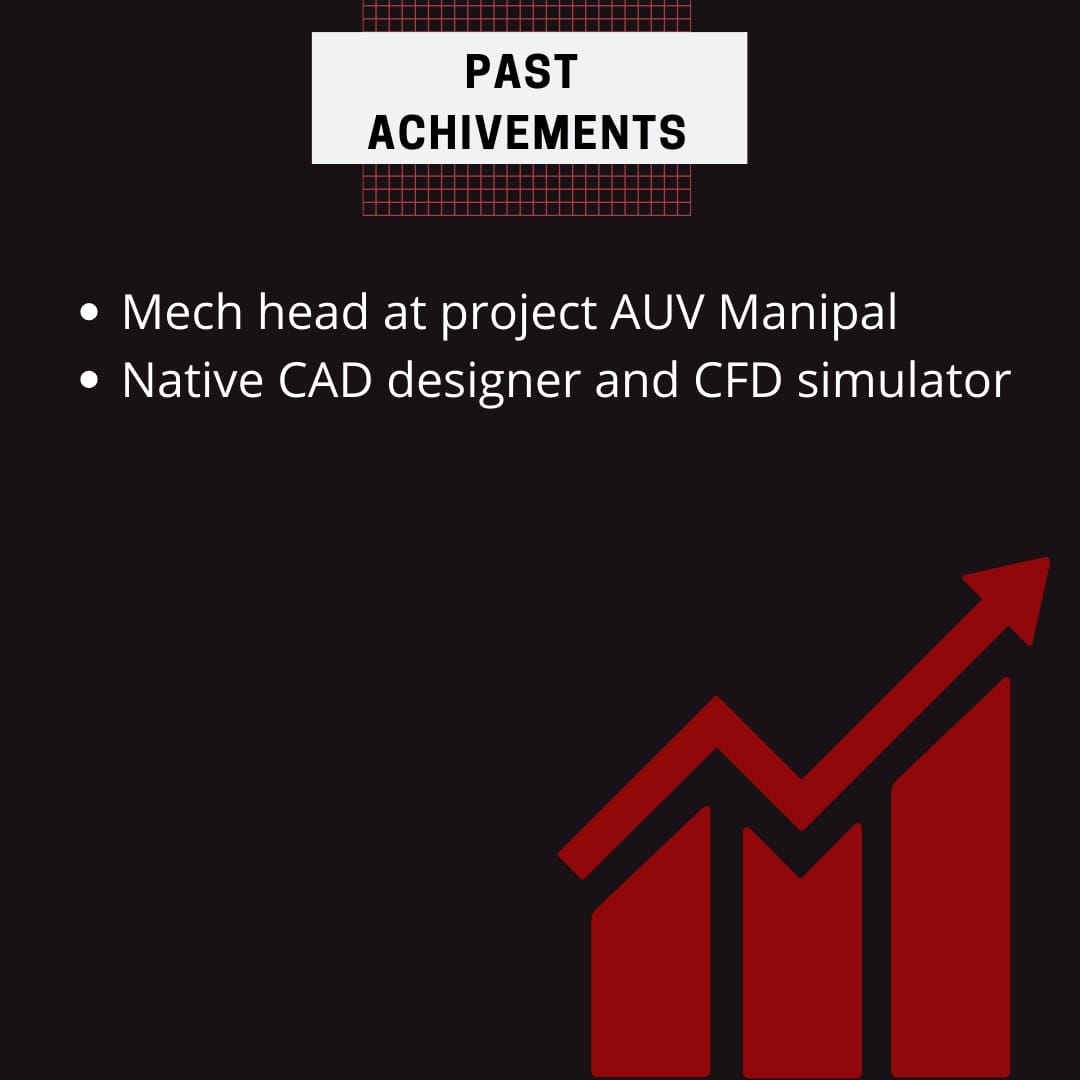 PAST
ACHIVEMENTS
• Mech head at project AUV Manipal
• Native CAD designer and CFD simulator